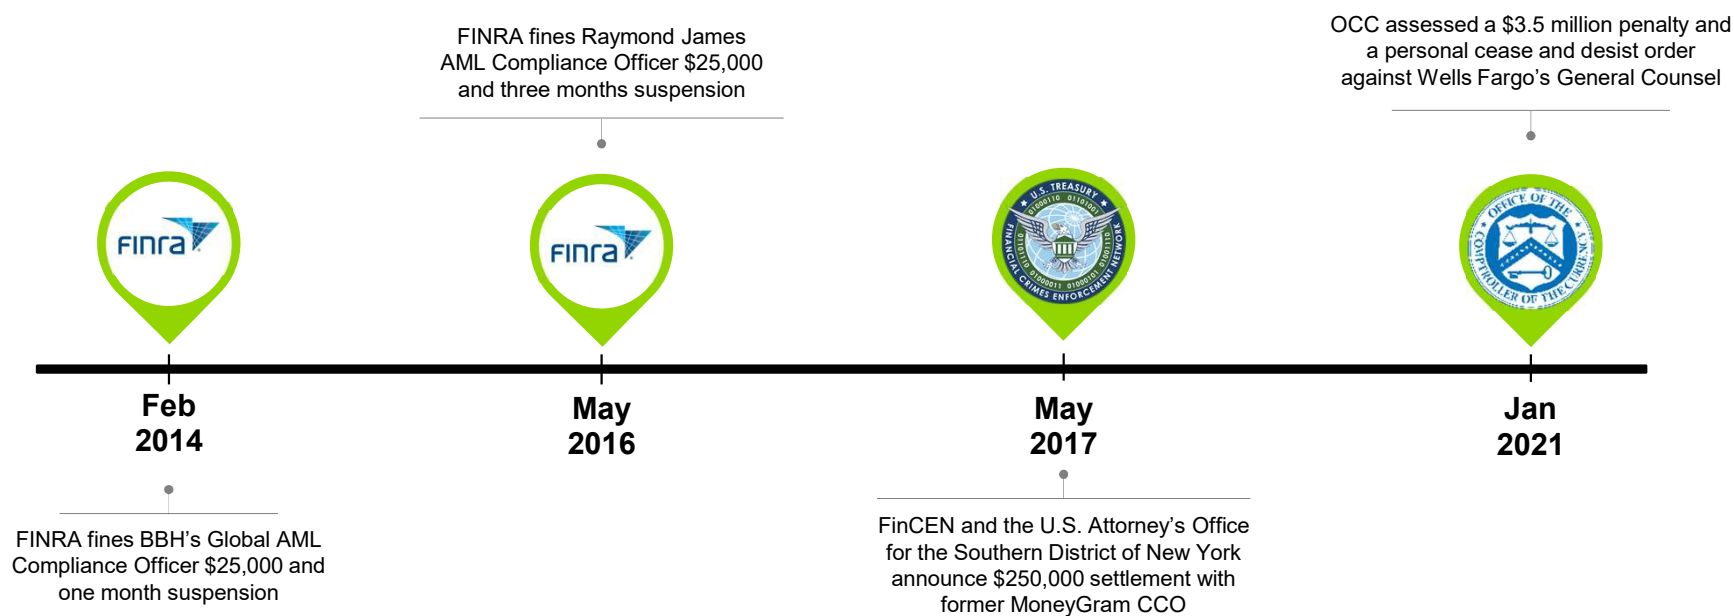 FINRA fines Raymond James
AML Compliance Officer $25,000
and three months suspension
OCC assessed a $3.5 million penalty and
a personal cease and desist order
against Wells Fargo’s General Counsel
FINra
FINra
U.S. TREASURY
FINANCIAL CRIMES ENFORCEMENT NETWORK
OFFICE OF THE
COMPTROLLER OF THE CURRENCY
Feb
2014
May
2016
May
2017
Jan
2021
FINRA fines BBH’s Global AML
Compliance Officer $25,000 and
one month suspension
FinCEN and the U.S. Attorney’s Office
for the Southern District of New York
announce $250,000 settlement with
former MoneyGram CCO